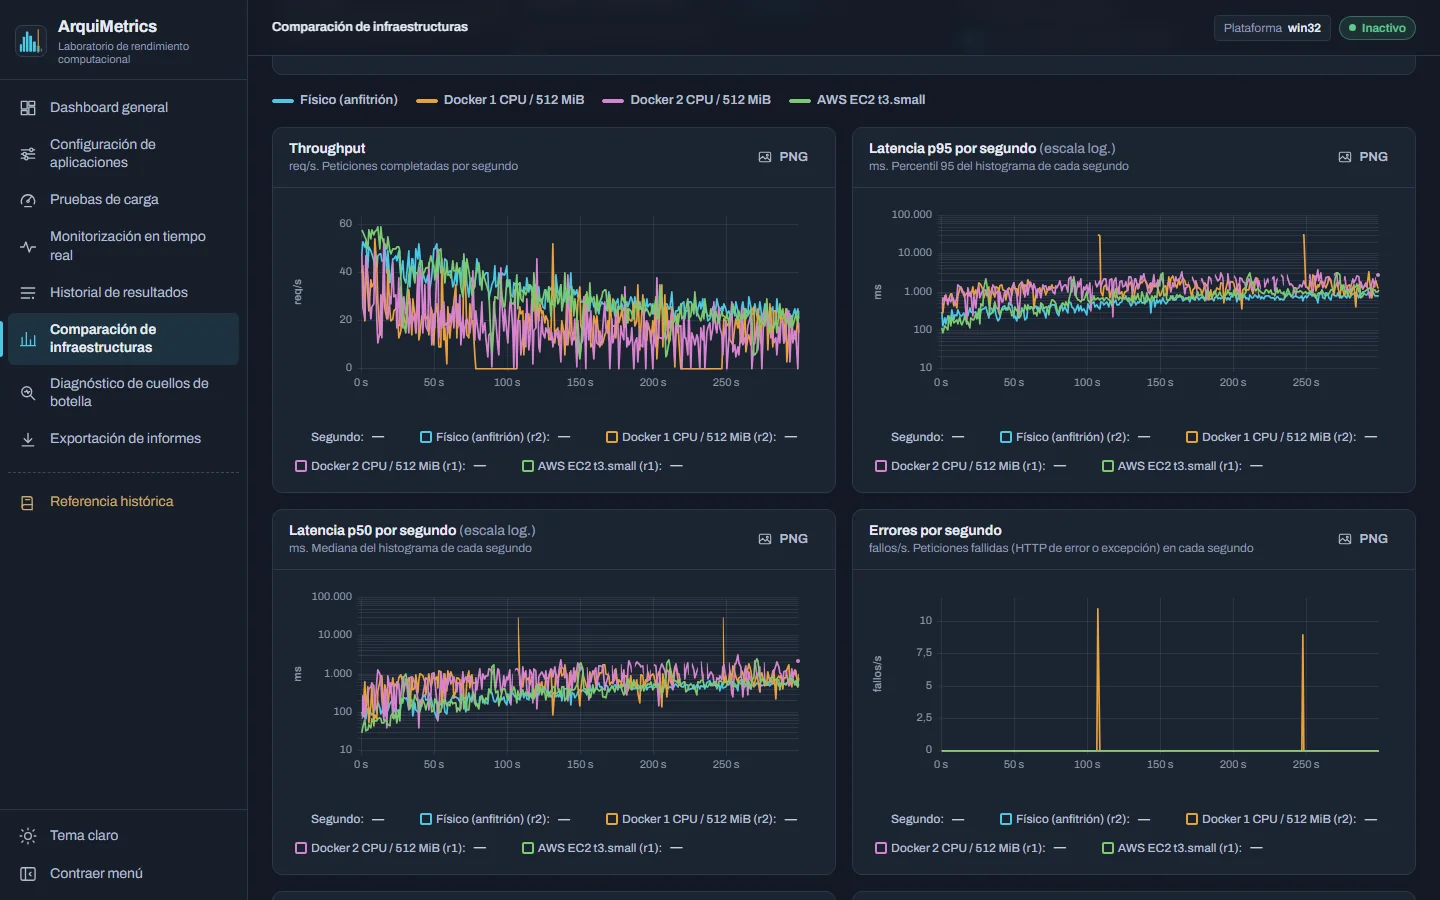 ArquiMetrics
Laboratorio de rendimiento
computacional
Dashboard general
Configuración de
aplicaciones
Pruebas de carga
Monitorización en tiempo
real
Historial de resultados
Comparación de
infraestructuras
Diagnóstico de cuellos de
botella
Exportación de informes
Referencia histórica
Tema claro
Contraer menú
Comparación de infraestructuras
Plataforma win32
Inactivo
Físico (anfitrión) Docker 1 CPU / 512 MiB Docker 2 CPU / 512 MiB AWS EC2 t3.small
Throughput
req/s. Peticiones completadas por segundo
PNG
60
40
20
0
req/s
0 s 50 s 100 s 150 s 200 s 250 s
Segundo: — Físico (anfitrión) (r2): — Docker 1 CPU / 512 MiB (r2): —
Docker 2 CPU / 512 MiB (r1): — AWS EC2 t3.small (r1): —
Latencia p95 por segundo (escala log.)
ms. Percentil 95 del histograma de cada segundo
PNG
100.000
10.000
1.000
100
10
ms
0 s 50 s 100 s 150 s 200 s 250 s
Segundo: — Físico (anfitrión) (r2): — Docker 1 CPU / 512 MiB (r2): —
Docker 2 CPU / 512 MiB (r1): — AWS EC2 t3.small (r1): —
Latencia p50 por segundo (escala log.)
ms. Mediana del histograma de cada segundo
PNG
100.000
10.000
1.000
100
10
ms
0 s 50 s 100 s 150 s 200 s 250 s
Segundo: — Físico (anfitrión) (r2): — Docker 1 CPU / 512 MiB (r2): —
Docker 2 CPU / 512 MiB (r1): — AWS EC2 t3.small (r1): —
Errores por segundo
fallos/s. Peticiones fallidas (HTTP de error o excepción) en cada segundo
PNG
10
7,5
5
2,5
0
fallos/s
0 s 50 s 100 s 150 s 200 s 250 s
Segundo: — Físico (anfitrión) (r2): — Docker 1 CPU / 512 MiB (r2): —
Docker 2 CPU / 512 MiB (r1): — AWS EC2 t3.small (r1): —